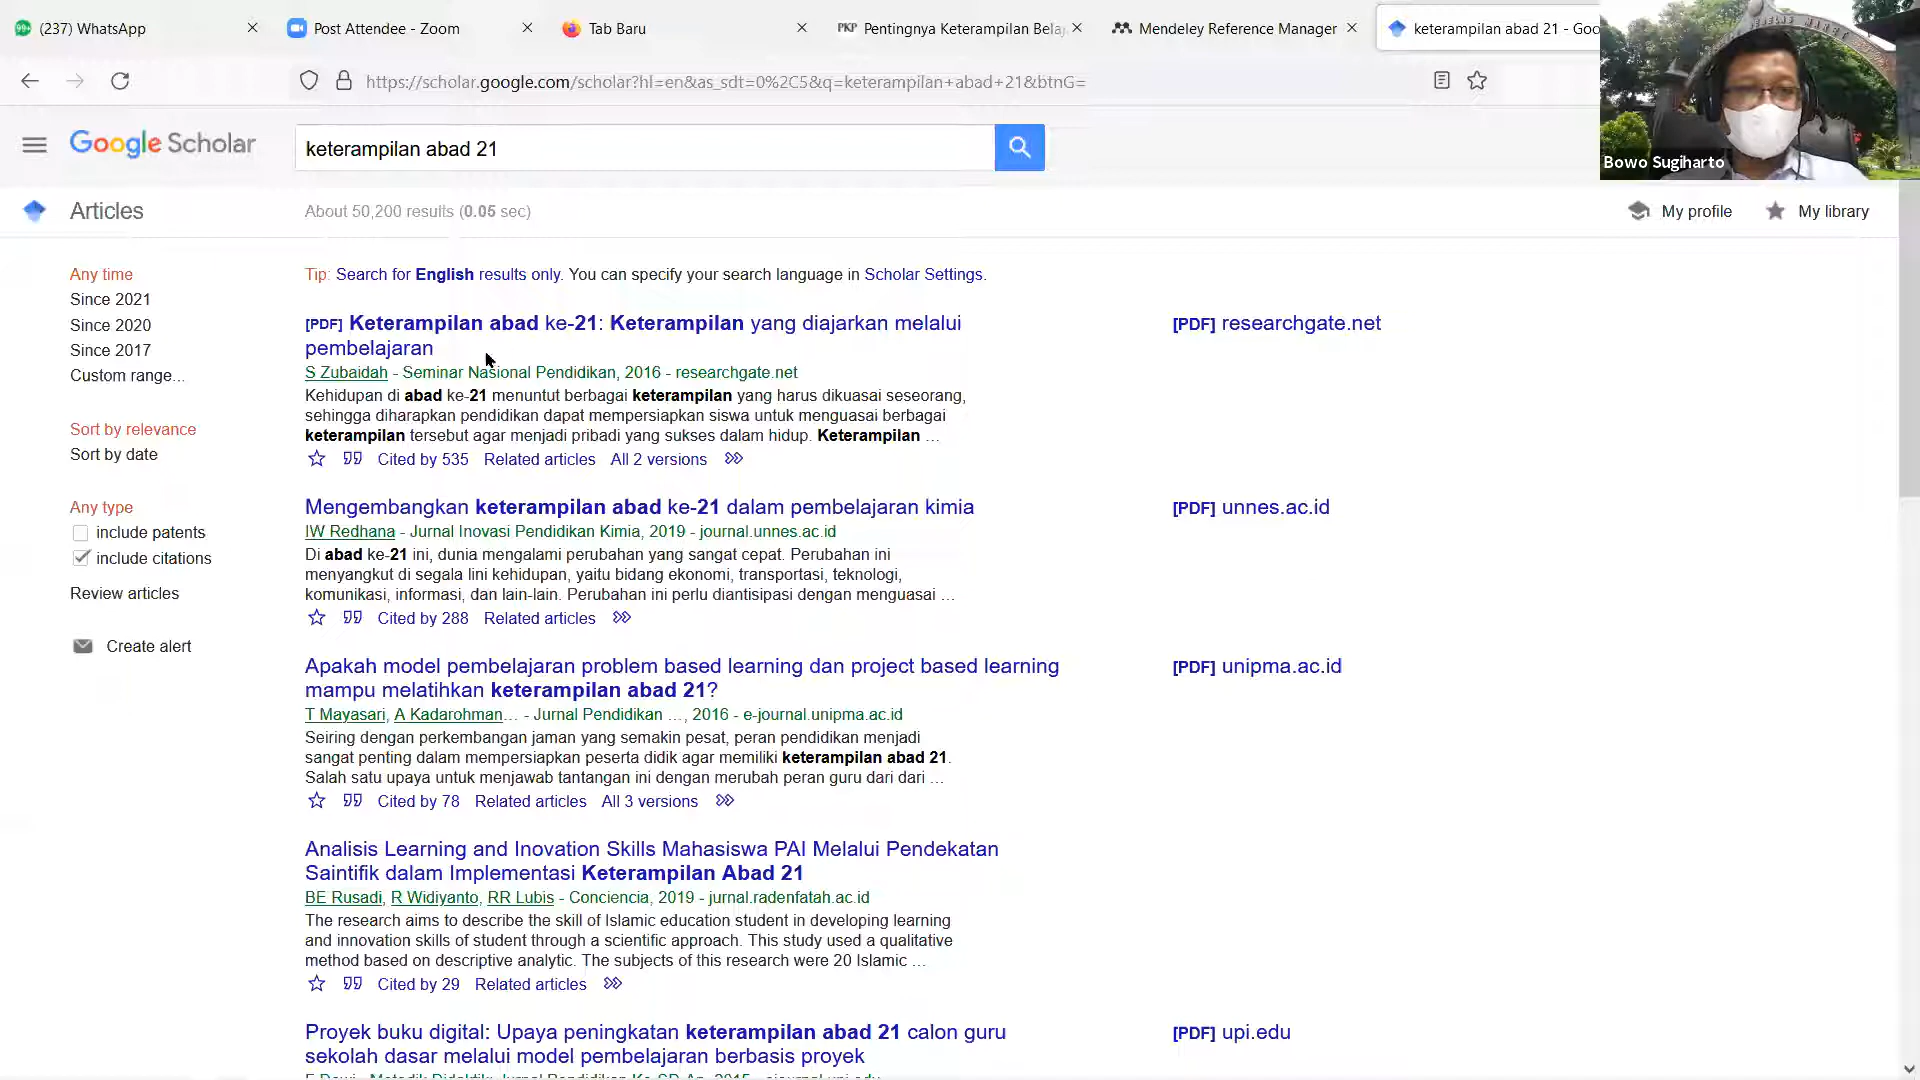 99+ (237) WhatsApp
Post Attendee - Zoom
Tab Baru
PKP Pentingnya Keterampilan Bela
Mendeley Reference Manager
keterampilan abad 21 - Goo
https://scholar.google.com/scholar?hl=en&as_sdt=0%2C5&q=keterampilan+abad+21&btnG=
Google Scholar
keterampilan abad 21
Bowo Sugiharto
Articles
About 50,200 results (0.05 sec)
My profile
My library
Any time
Since 2021
Since 2020
Since 2017
Custom range...
Sort by relevance
Sort by date
Any type
include patents
include citations
Review articles
Create alert
Tip: Search for English results only. You can specify your search language in Scholar Settings.
[PDF] Keterampilan abad ke-21: Keterampilan yang diajarkan melalui
pembelajaran
S Zubaidah - Seminar Nasional Pendidikan, 2016 - researchgate.net
Kehidupan di abad ke-21 menuntut berbagai keterampilan yang harus dikuasai seseorang,
sehingga diharapkan pendidikan dapat mempersiapkan siswa untuk menguasai berbagai
keterampilan tersebut agar menjadi pribadi yang sukses dalam hidup. Keterampilan ...
Cited by 535 Related articles All 2 versions
[PDF] researchgate.net
Mengembangkan keterampilan abad ke-21 dalam pembelajaran kimia
IW Redhana - Jurnal Inovasi Pendidikan Kimia, 2019 - journal.unnes.ac.id
Di abad ke-21 ini, dunia mengalami perubahan yang sangat cepat. Perubahan ini
menyangkut di segala lini kehidupan, yaitu bidang ekonomi, transportasi, teknologi,
komunikasi, informasi, dan lain-lain. Perubahan ini perlu diantisipasi dengan menguasai ...
Cited by 288 Related articles
[PDF] unnes.ac.id
Apakah model pembelajaran problem based learning dan project based learning
mampu melatihkan keterampilan abad 21?
T Mayasari, A Kadarohman... - Jurnal Pendidikan ..., 2016 - e-journal.unipma.ac.id
Seiring dengan perkembangan jaman yang semakin pesat, peran pendidikan menjadi
sangat penting dalam mempersiapkan peserta didik agar memiliki keterampilan abad 21.
Salah satu upaya untuk menjawab tantangan ini dengan merubah peran guru dari dari ...
Cited by 78 Related articles All 3 versions
[PDF] unipma.ac.id
Analisis Learning and Inovation Skills Mahasiswa PAI Melalui Pendekatan
Saintifik dalam Implementasi Keterampilan Abad 21
BE Rusadi, R Widiyanto, RR Lubis - Conciencia, 2019 - jurnal.radenfatah.ac.id
The research aims to describe the skill of Islamic education student in developing learning
and innovation skills of student through a scientific approach. This study used a qualitative
method based on descriptive analytic. The subjects of this research were 20 Islamic ...
Cited by 29 Related articles
Proyek buku digital: Upaya peningkatan keterampilan abad 21 calon guru
sekolah dasar melalui model pembelajaran berbasis proyek
[PDF] upi.edu